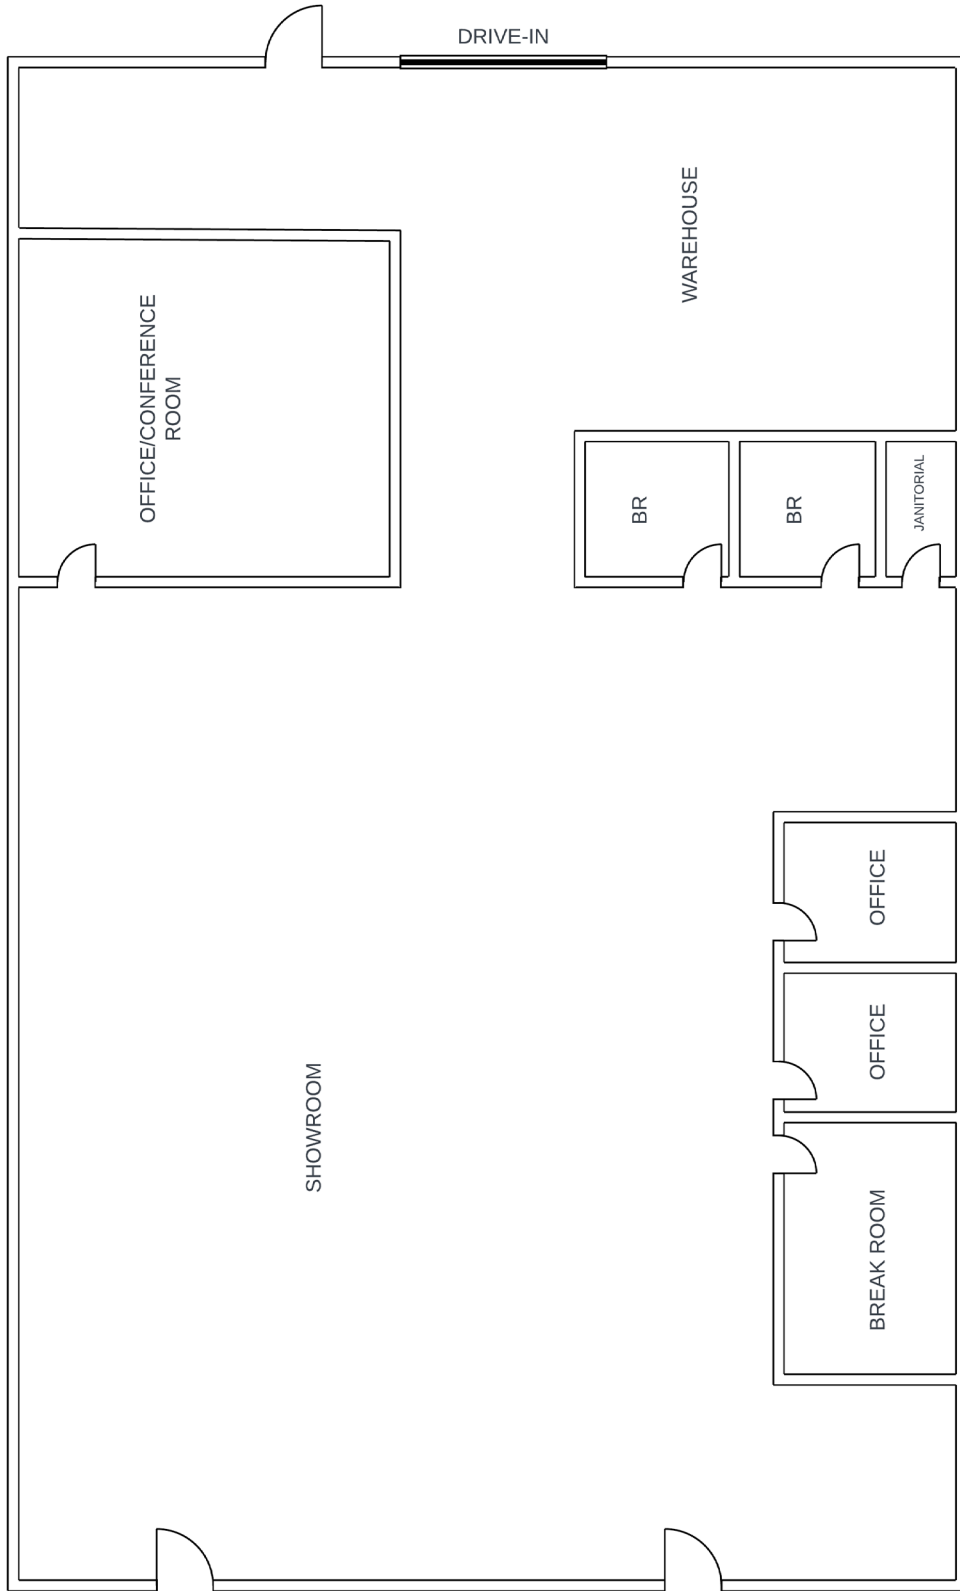 DRIVE-IN
WAREHOUSE
OFFICE/CONFERENCE
ROOM
BR
BR
JANITORIAL
OFFICE
OFFICE
SHOWROOM
BREAK ROOM